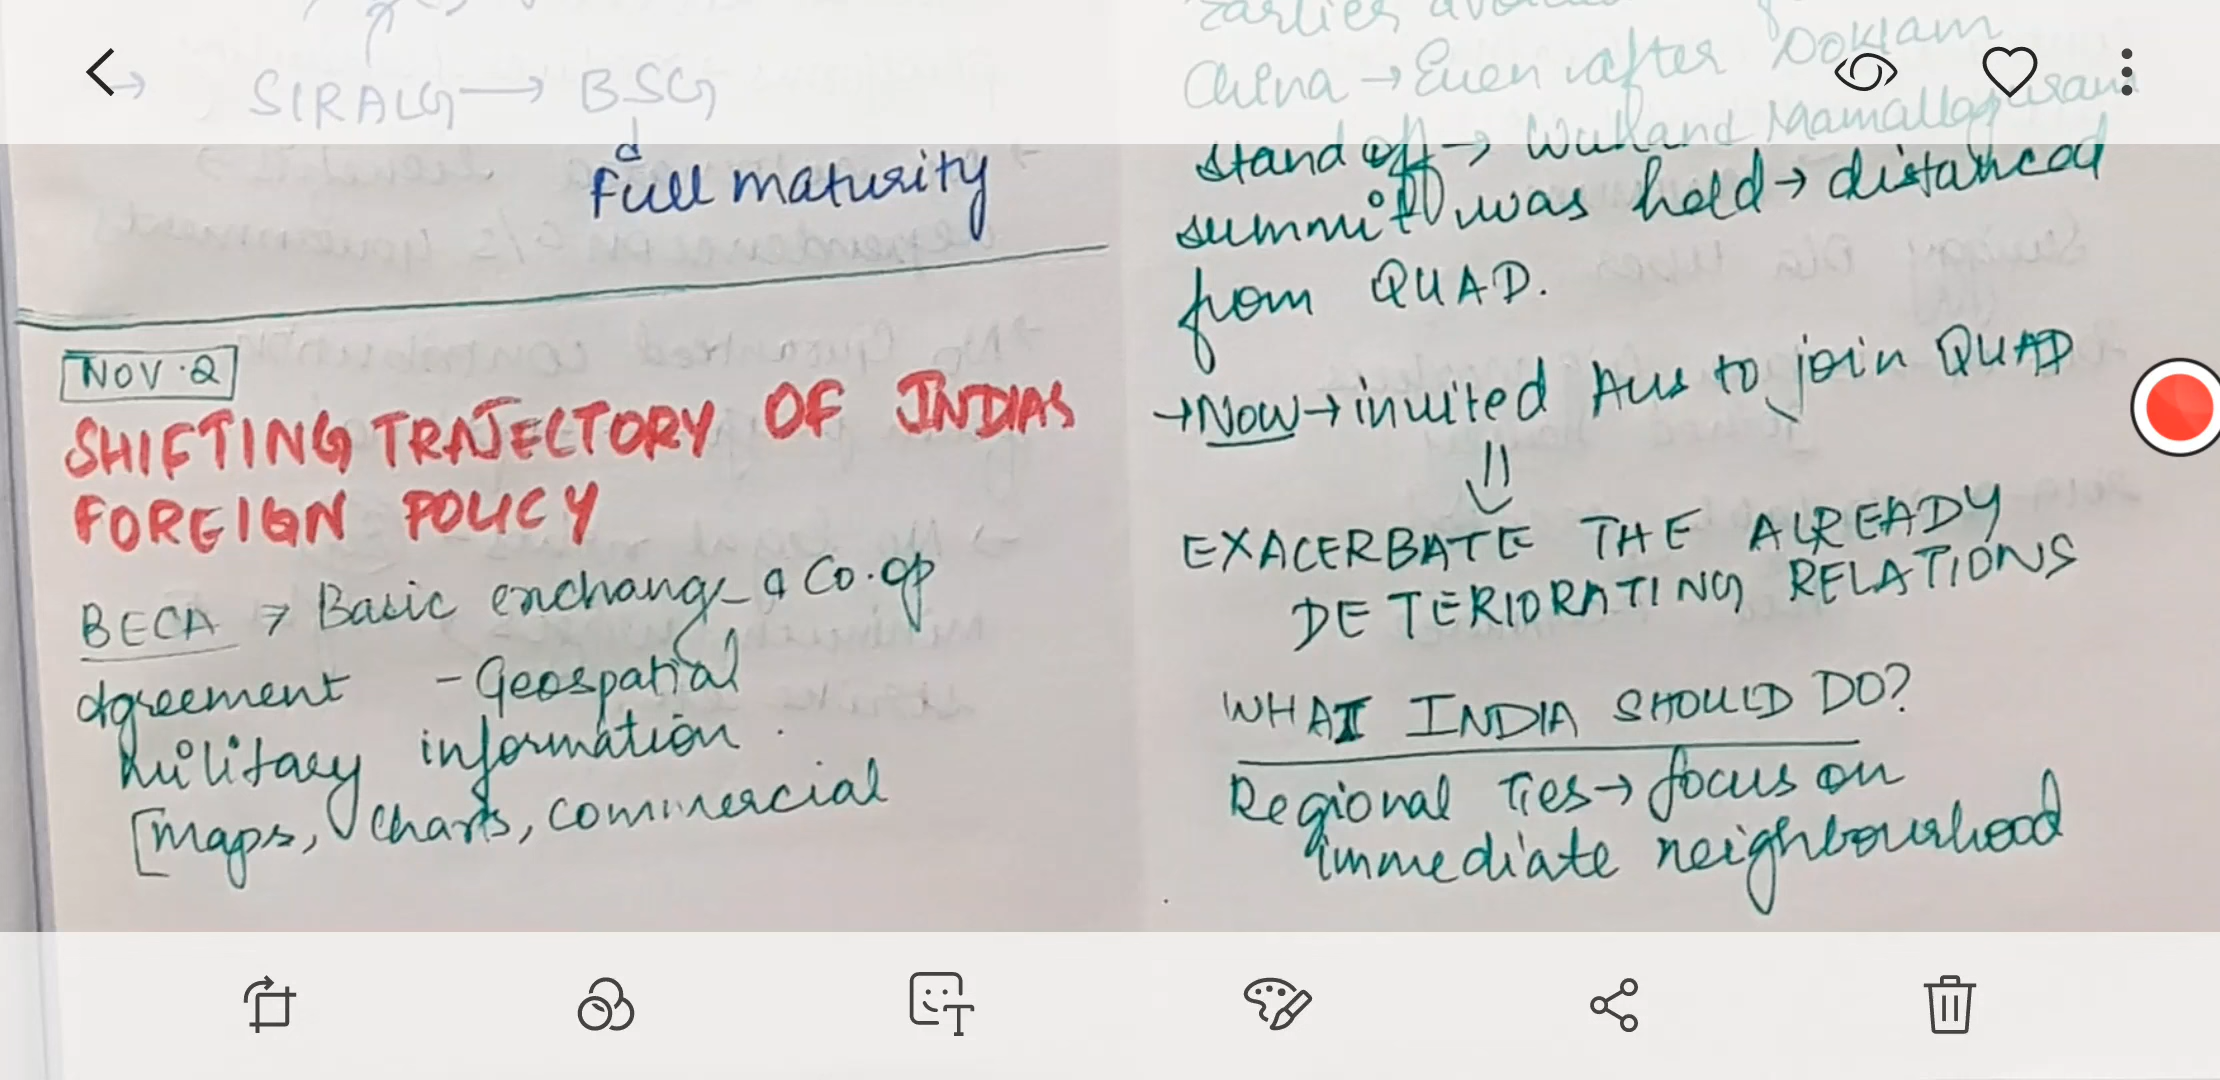 SIRALG → BSG
Full maturity
NOV. 2
SHIFTING TRAJECTORY OF INDIAS
FOREIGN POLICY
BECA → Basic exchang_ & Co.op
agreement - Geospatial
military information.
[Maps, Charts, commercial
Earlier
China → Even after Doklam
stand off → Wuhan and Mamallapuram
summit was held → distanced
from QUAD.
→ Now → invited Aus to join QUAD
EXACERBATE THE ALREADY
DETERIORATING RELATIONS
WHAT INDIA SHOULD DO?
Regional Ties → focus on
immediate neighbourhood